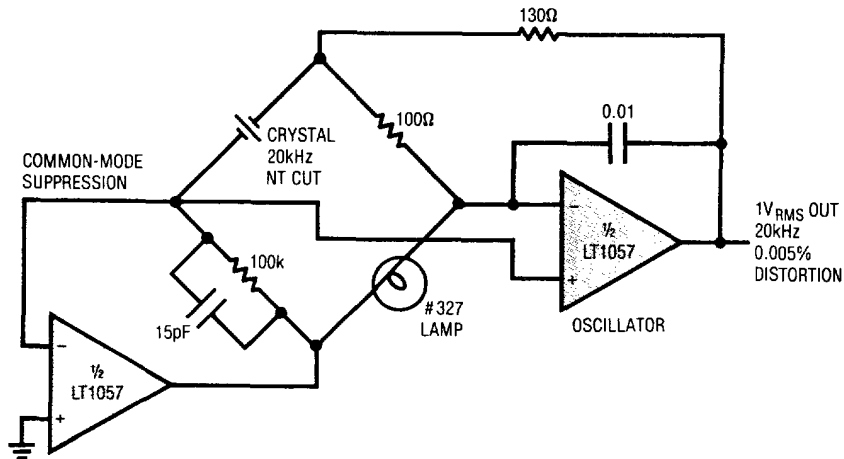 130Ω
0.01
100Ω
CRYSTAL
20kHz
NT CUT
COMMON-MODE
SUPPRESSION
−
½
LT1057
+
1VRMS OUT
20kHz
0.005%
DISTORTION
100k
15pF
#327
LAMP
OSCILLATOR
−
½
LT1057
+